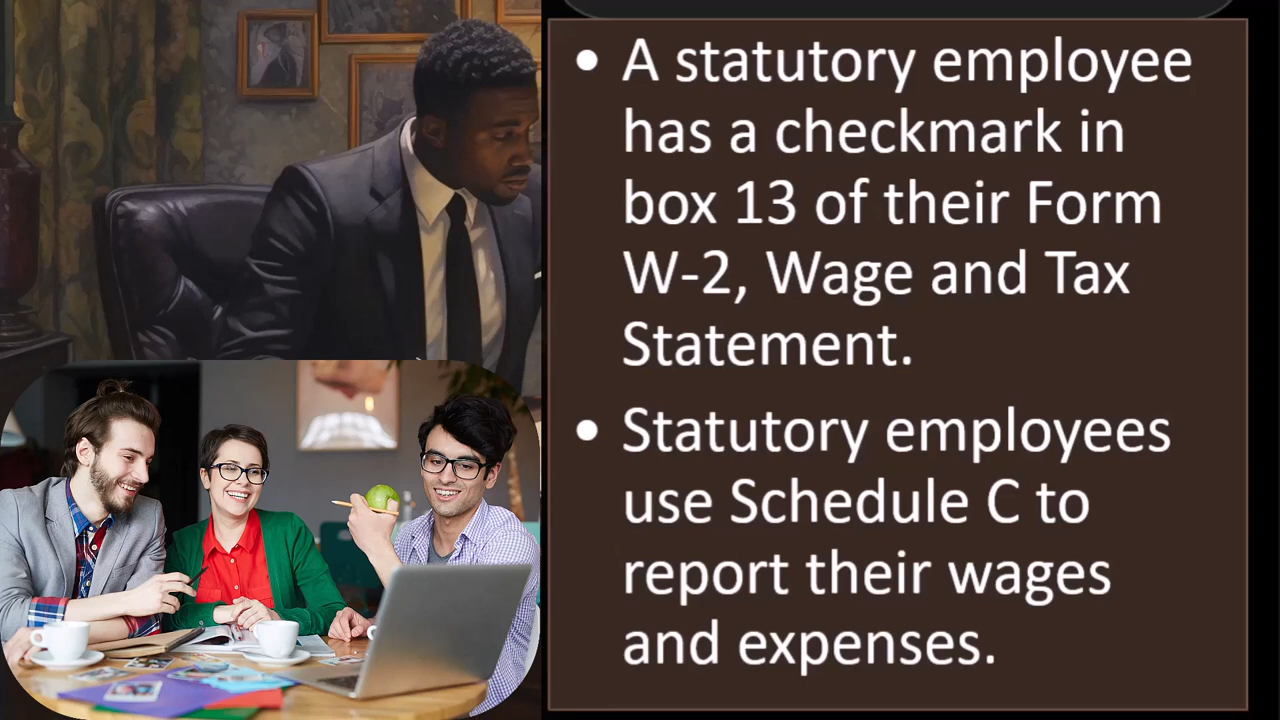 • A statutory employee
has a checkmark in
box 13 of their Form
W-2, Wage and Tax
Statement.
• Statutory employees
use Schedule C to
report their wages
and expenses.